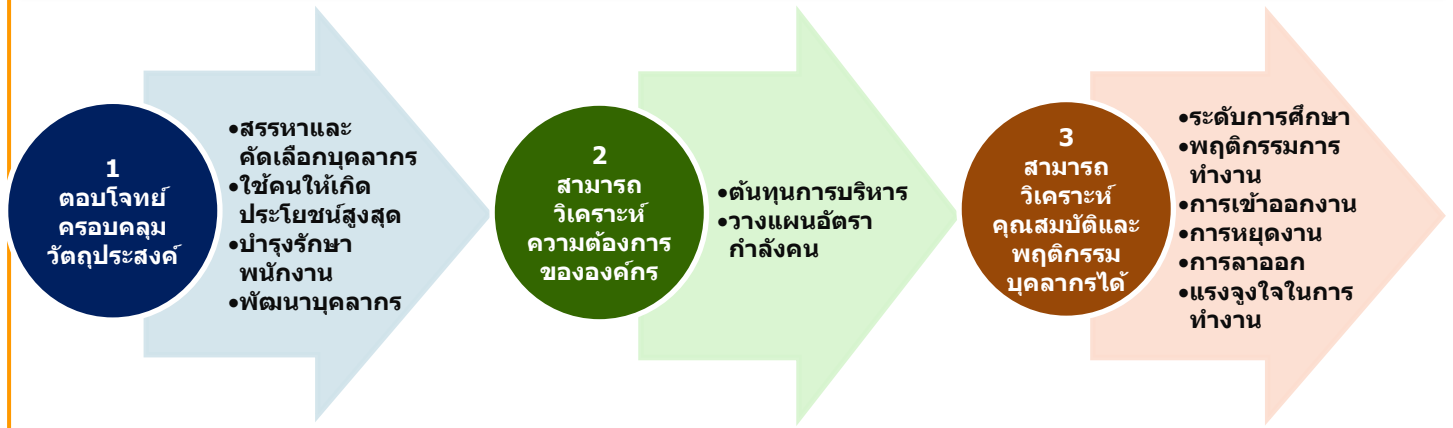 1
ตอบโจทย์
ครอบคลุม
วัตถุประสงค์
•สรรหาและ
คัดเลือกบุคลากร
•ใช้คนให้เกิด
ประโยชน์สูงสุด
•บำรุงรักษา
พนักงาน
•พัฒนาบุคลากร
2
สามารถ
วิเคราะห์
ความต้องการ
ขององค์กร
•ต้นทุนการบริหาร
•วางแผนอัตรา
กำลังคน
3
สามารถ
วิเคราะห์
คุณสมบัติและ
พฤติกรรม
บุคลากรได้
•ระดับการศึกษา
•พฤติกรรมการ
ทำงาน
•การเข้าออกงาน
•การหยุดงาน
•การลาออก
•แรงจูงใจในการ
ทำงาน